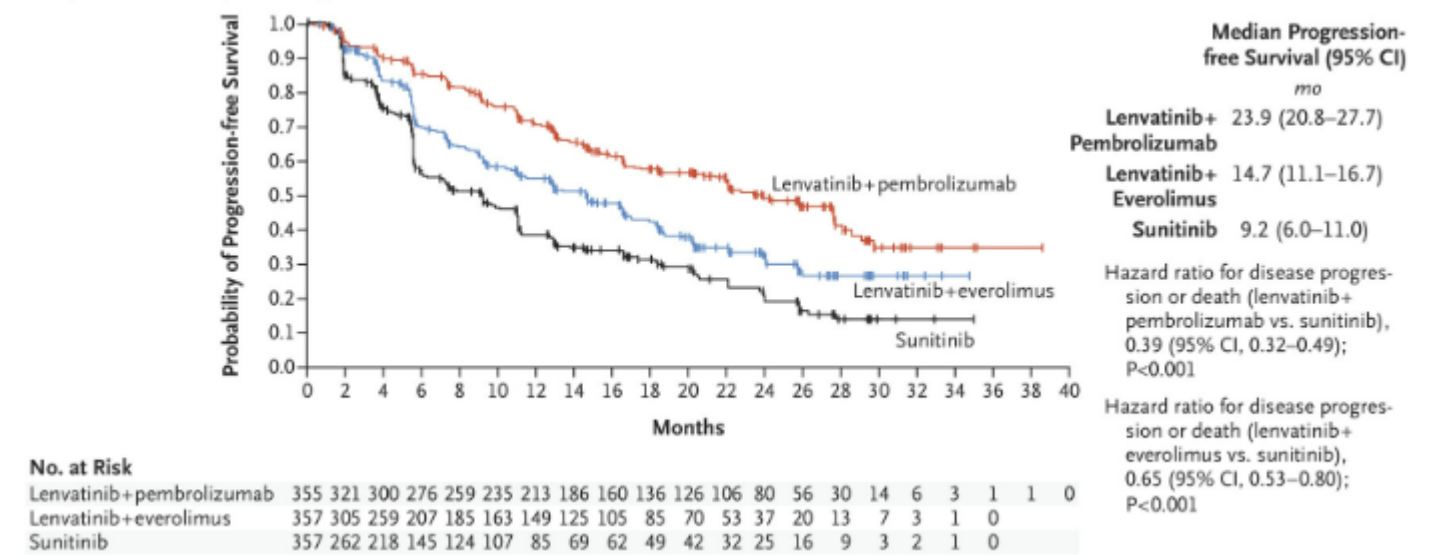 Probability of Progression-free Survival
1.0
0.9
0.8
0.7
0.6
0.5
0.4
0.3
0.2
0.1
0.0
Lenvatinib+pembrolizumab
Lenvatinib+everolimus
Sunitinib
0 2 4 6 8 10 12 14 16 18 20 22 24 26 28 30 32 34 36 38 40
Months
Median Progression-
free Survival (95% CI)
mo
Lenvatinib+ 23.9 (20.8–27.7)
Pembrolizumab
Lenvatinib+ 14.7 (11.1–16.7)
Everolimus
Sunitinib 9.2 (6.0–11.0)
Hazard ratio for disease progres-
sion or death (lenvatinib+
pembrolizumab vs. sunitinib),
0.39 (95% CI, 0.32–0.49);
P<0.001
Hazard ratio for disease progres-
sion or death (lenvatinib+
everolimus vs. sunitinib),
0.65 (95% CI, 0.53–0.80);
P<0.001
No. at Risk
Lenvatinib+pembrolizumab 355 321 300 276 259 235 213 186 160 136 126 106 80 56 30 14 6 3 1 1 0
Lenvatinib+everolimus 357 305 259 207 185 163 149 125 105 85 70 53 37 20 13 7 3 1 0
Sunitinib 357 262 218 145 124 107 85 69 62 49 42 32 25 16 9 3 2 1 0